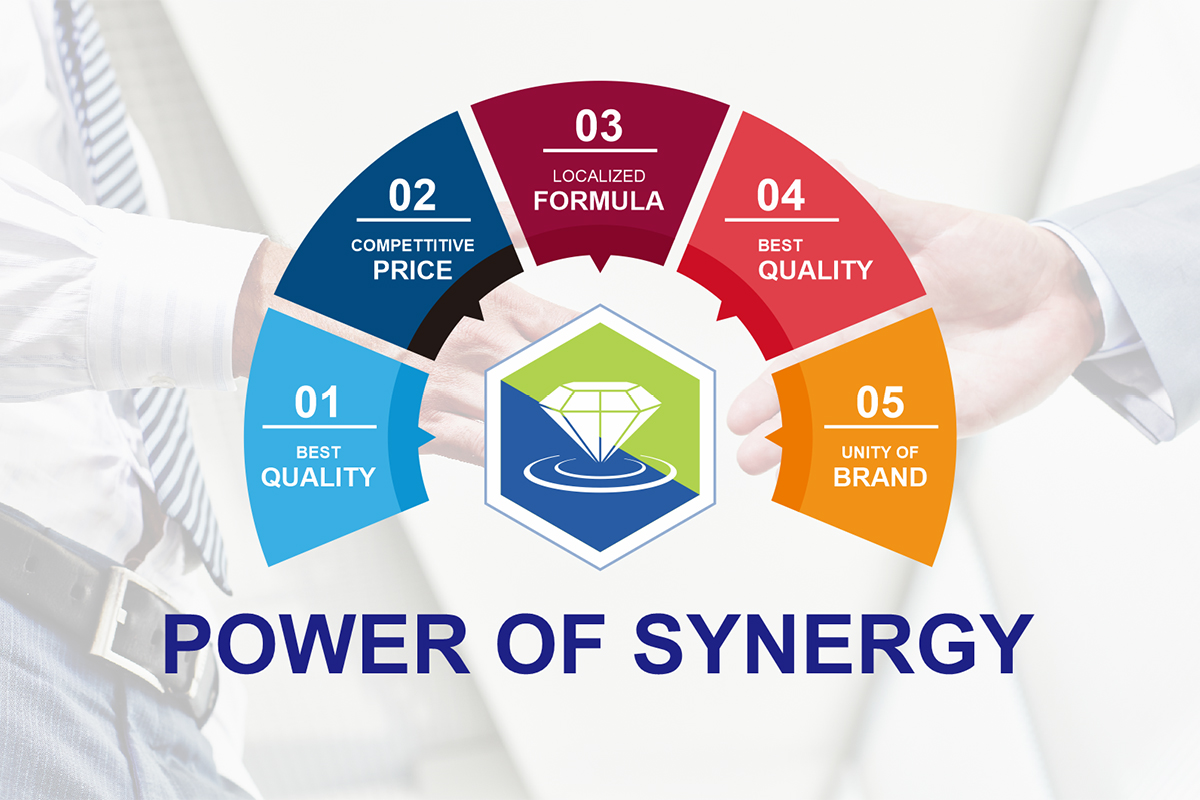 01
BEST
QUALITY
02
COMPETTITIVE
PRICE
03
LOCALIZED
FORMULA
04
BEST
QUALITY
05
UNITY OF
BRAND
POWER OF SYNERGY